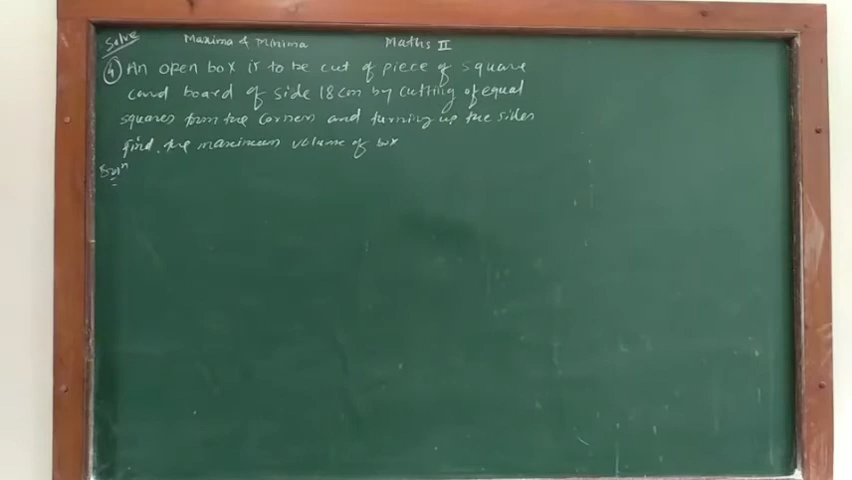 Solve Maxima & Minima Maths II
4 An open box is to be cut of piece of square
card board of side 18cm by cutting of equal
squares from the corners and turning up the sides
find the maximum volume of box
Solⁿ